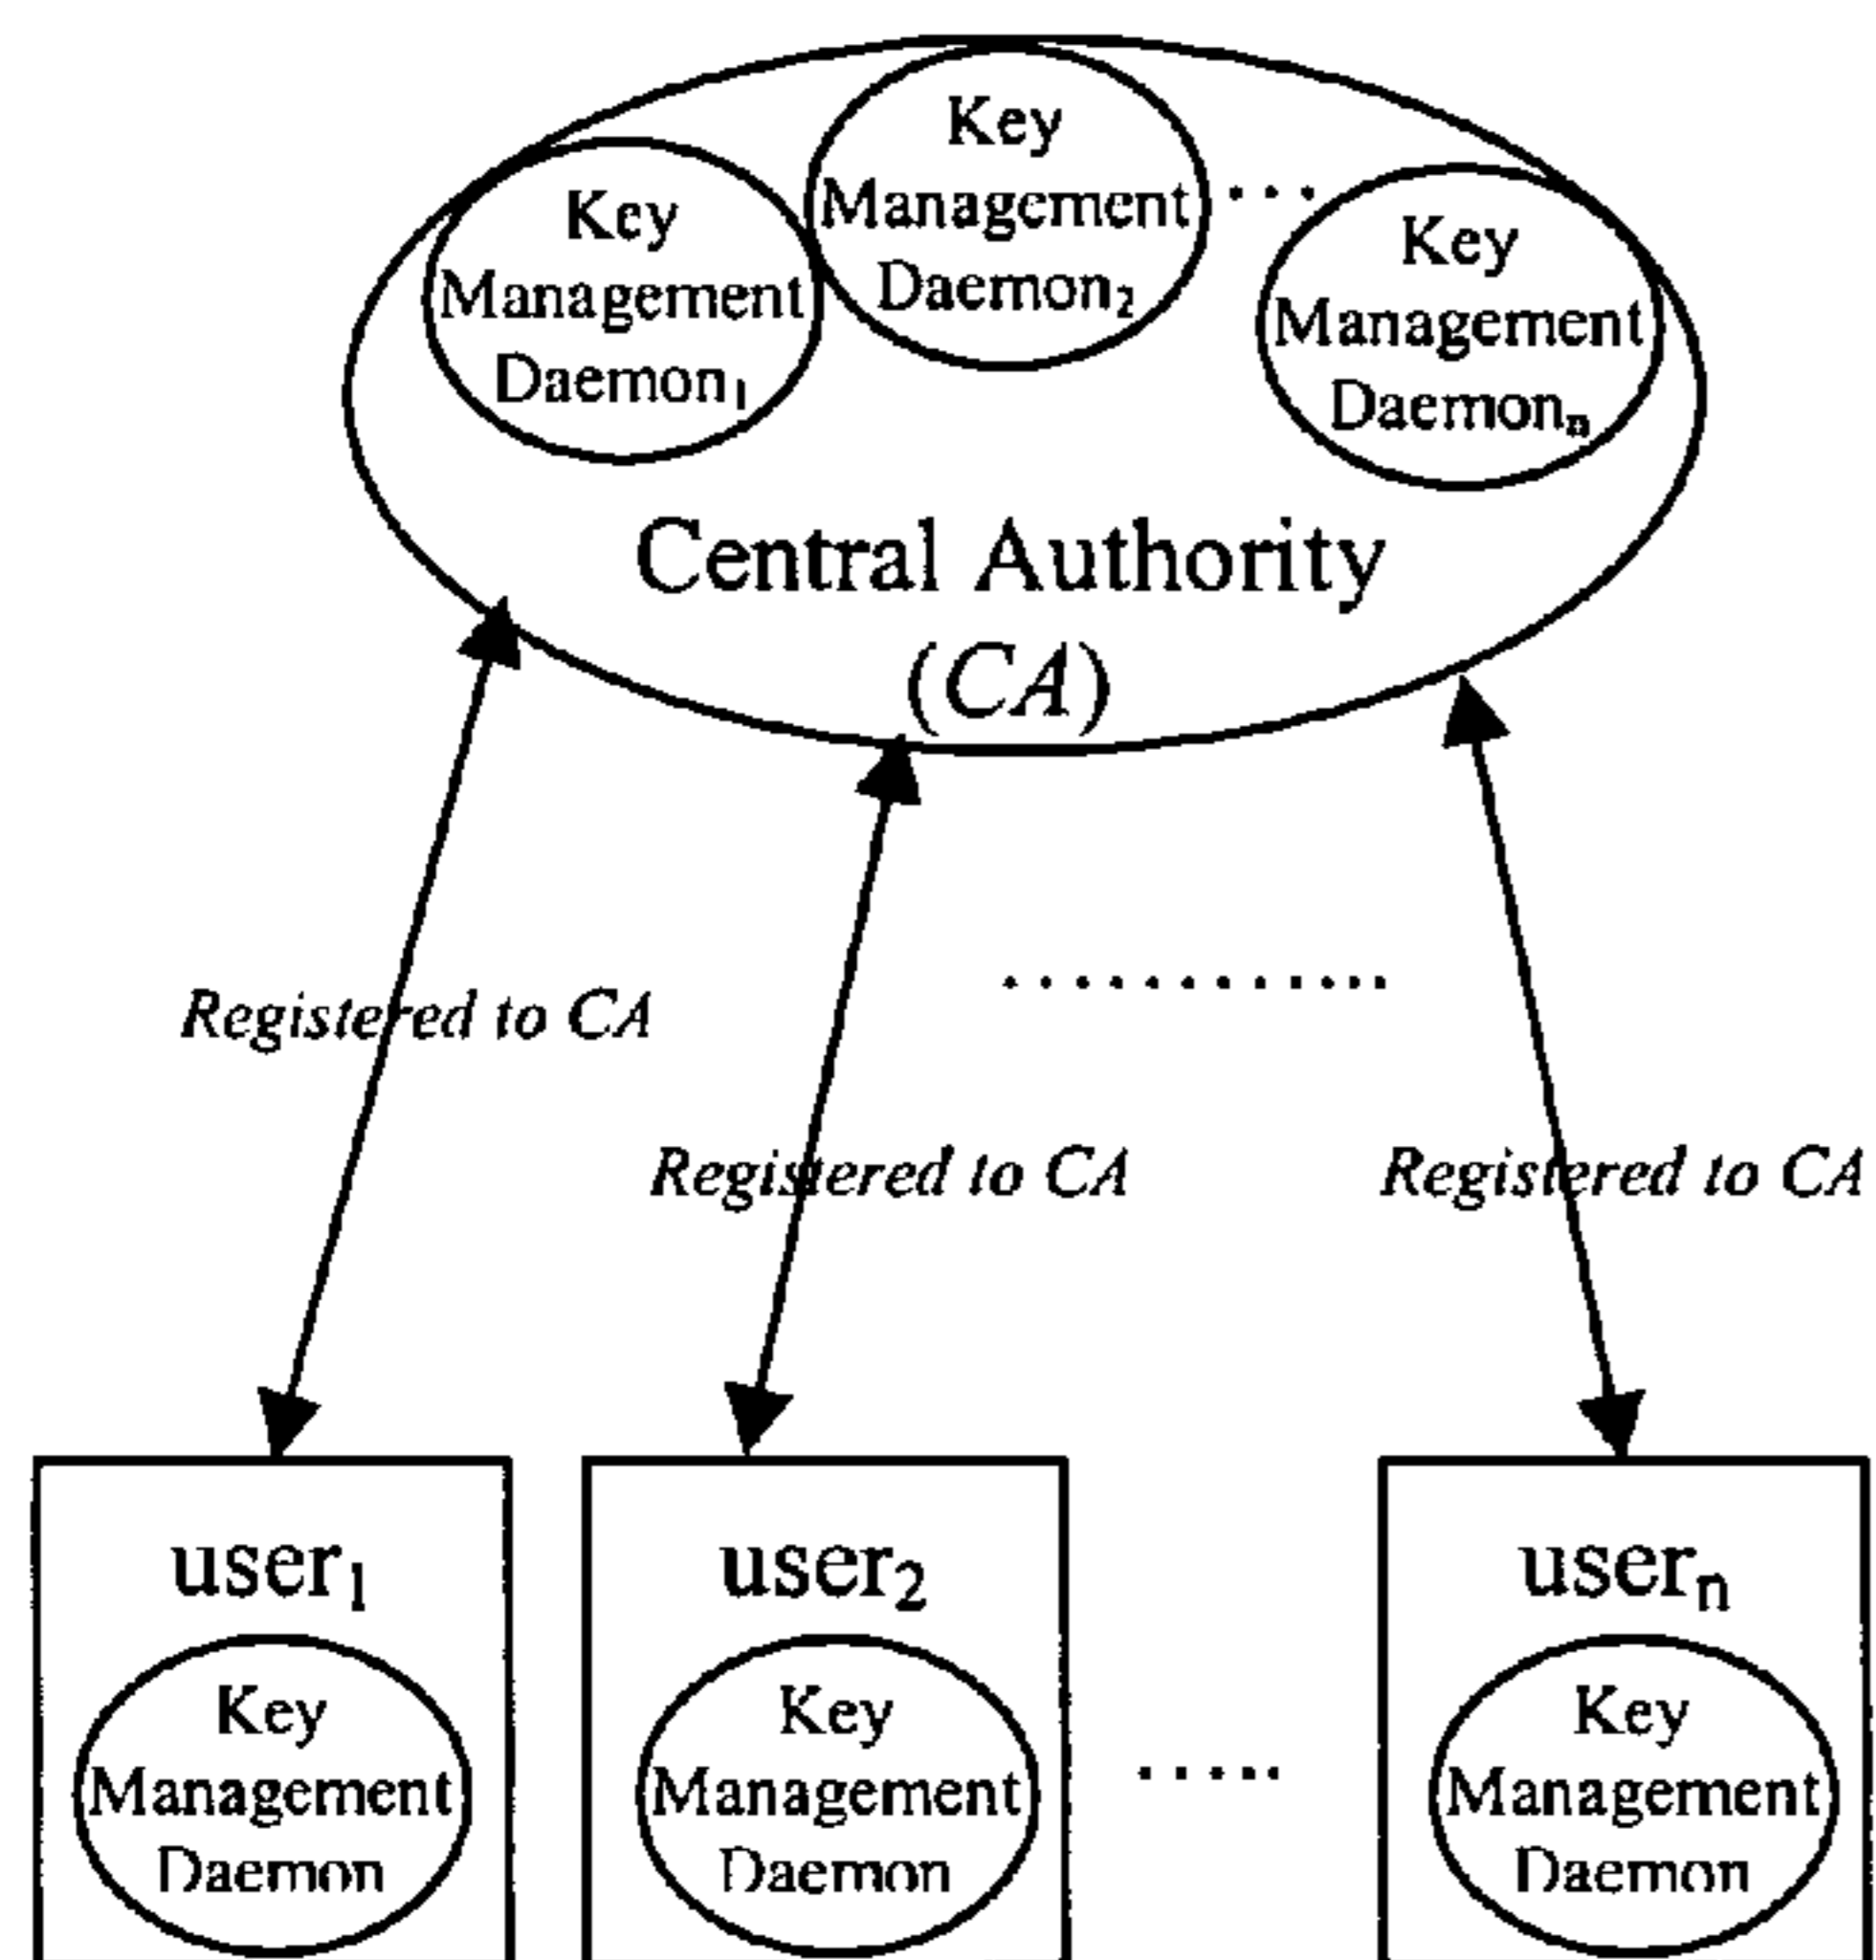 Key
Management
Daemon₁
Key
Management
Daemon₂
...
Key
Management
Daemonₙ
Central Authority
(CA)
............
Registered to CA
Registered to CA
Registered to CA
user₁
Key
Management
Daemon
user₂
Key
Management
Daemon
.....
userₙ
Key
Management
Daemon